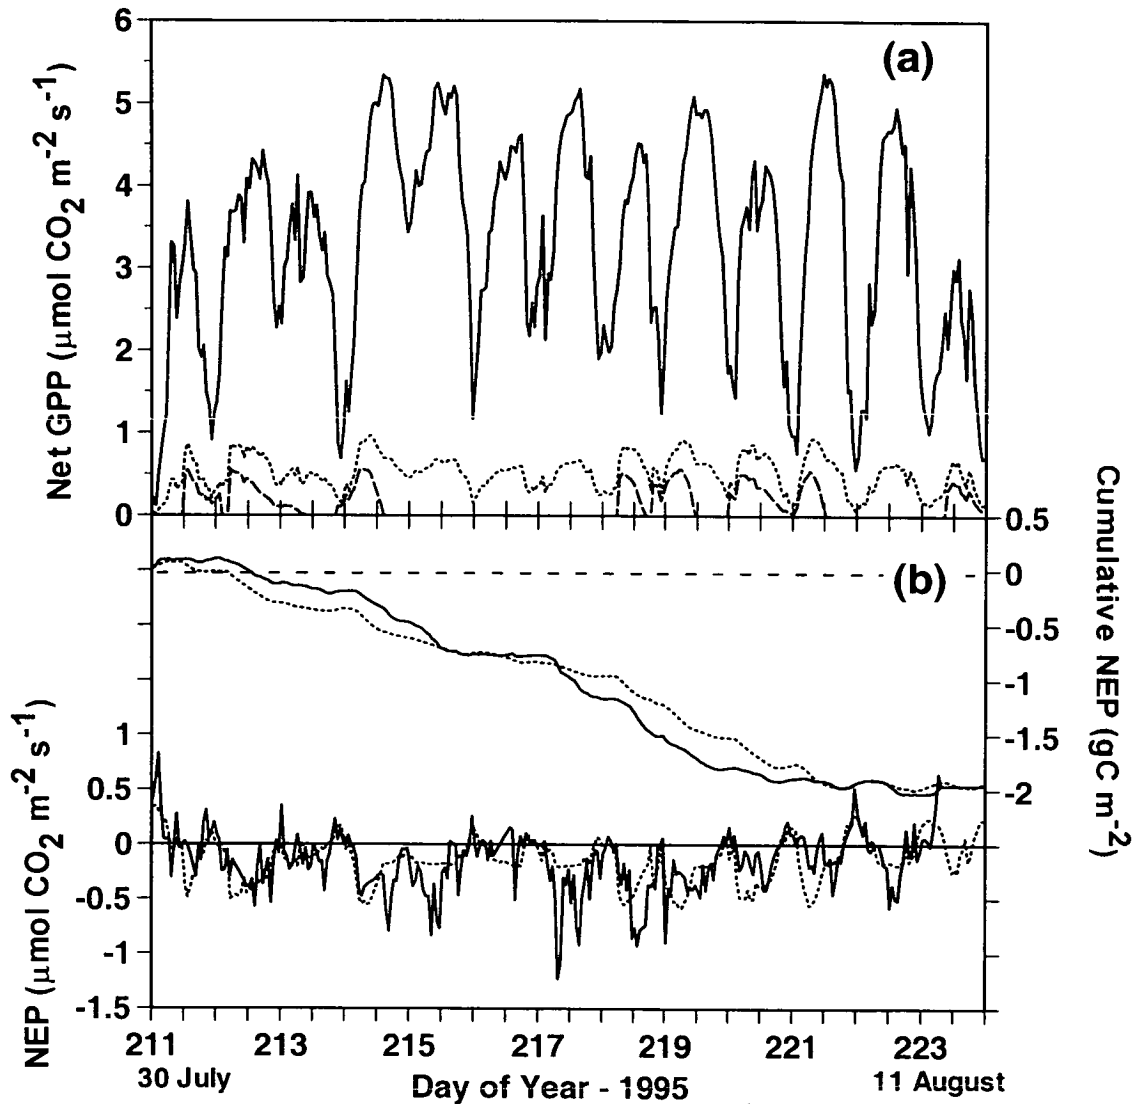 6
5
4
3
2
1
0
Net GPP (μmol CO2 m-2 s-1)
(a)
0.5
0
-0.5
-1
-1.5
-2
Cumulative NEP (gC m-2)
(b)
1
0.5
0
-0.5
-1
-1.5
NEP (μmol CO2 m-2 s-1)
211 213 215 217 219 221 223
30 July Day of Year - 1995 11 August